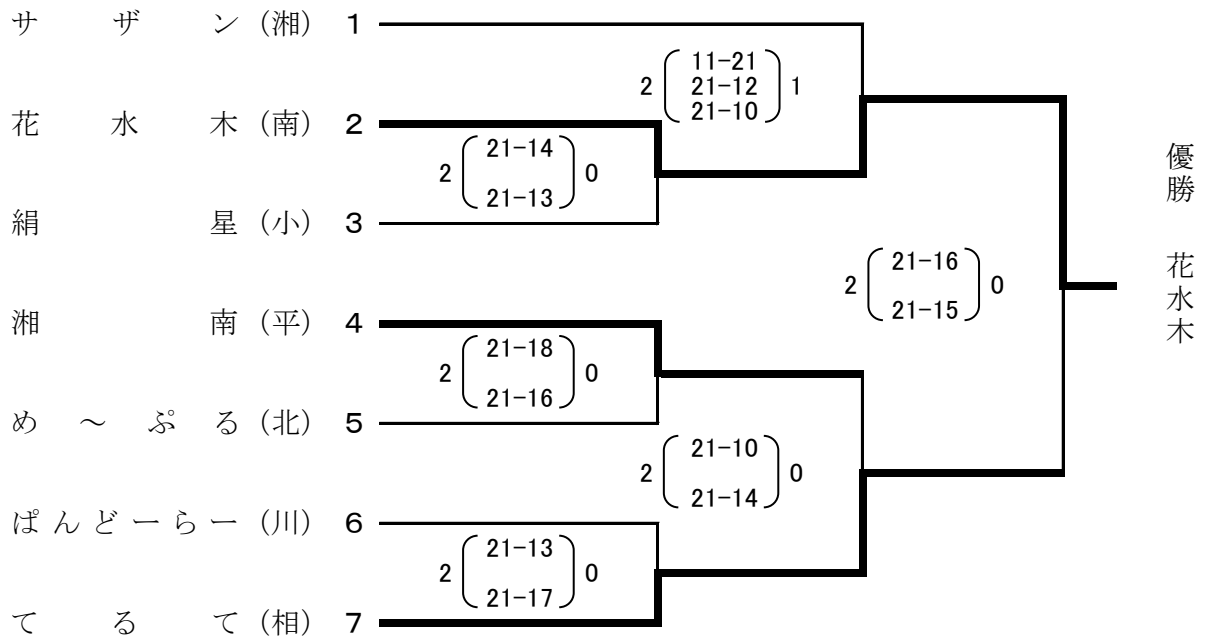 サザン（湘） 1
11-21
2 21-12 1
21-10
花水木（南） 2
21-14
2 0
21-13
絹星（小） 3
優勝 花水木
21-16
2 0
21-15
湘南（平） 4
21-18
2 0
21-16
め～ぷる（北） 5
21-10
2 0
21-14
ぱんどーらー（川） 6
21-13
2 0
21-17
てるて（相） 7